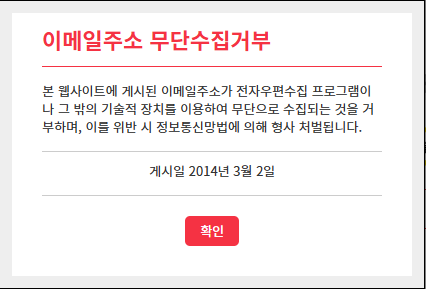 이메일주소 무단수집거부
본 웹사이트에 게시된 이메일주소가 전자우편수집 프로그램이
나 그 밖의 기술적 장치를 이용하여 무단으로 수집되는 것을 거
부하며, 이를 위반 시 정보통신망법에 의해 형사 처벌됩니다.
게시일 2014년 3월 2일
확인